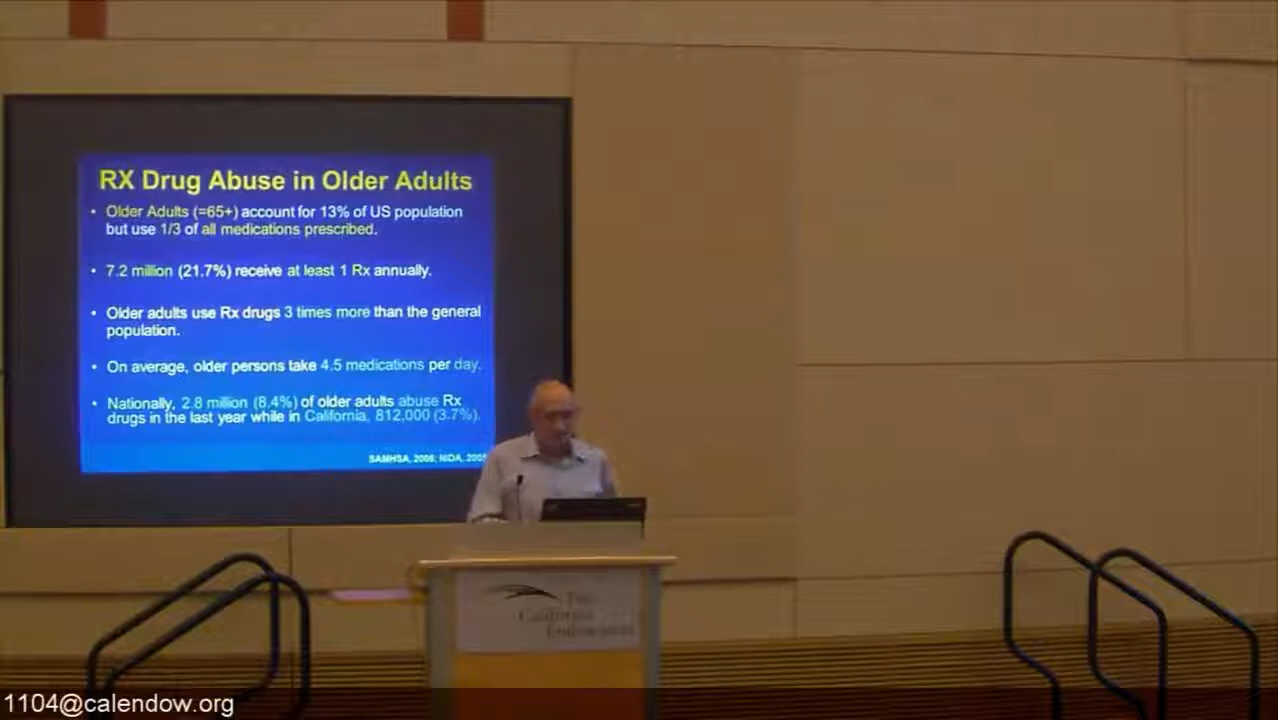 RX Drug Abuse in Older Adults
• Older Adults (=65+) account for 13% of US population
but use 1/3 of all medications prescribed.
• 7.2 million (21.7%) receive at least 1 Rx annually.
• Older adults use Rx drugs 3 times more than the general
population.
• On average, older persons take 4.5 medications per day.
• Nationally, 2.8 million (8.4%) of older adults abuse Rx
drugs in the last year while in California, 812,000 (3.7%).
SAMHSA, 2006; NIDA,
The
California
Endowment
1104@calendow.org